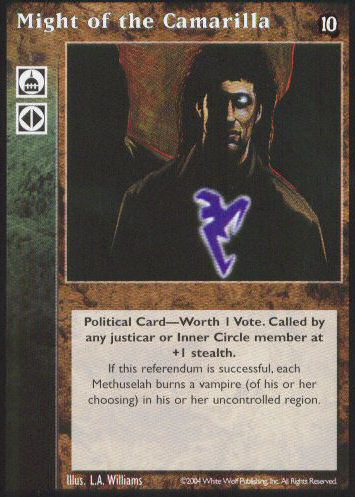 Might of the Camarilla 10
Political Card—Worth 1 Vote. Called by
any justicar or Inner Circle member at
+1 stealth.
If this referendum is successful, each
Methuselah burns a vampire (of his or her
choosing) in his or her uncontrolled region.
Illus. L.A. Williams ©2004 White Wolf Publishing, Inc. All Rights Reserved.